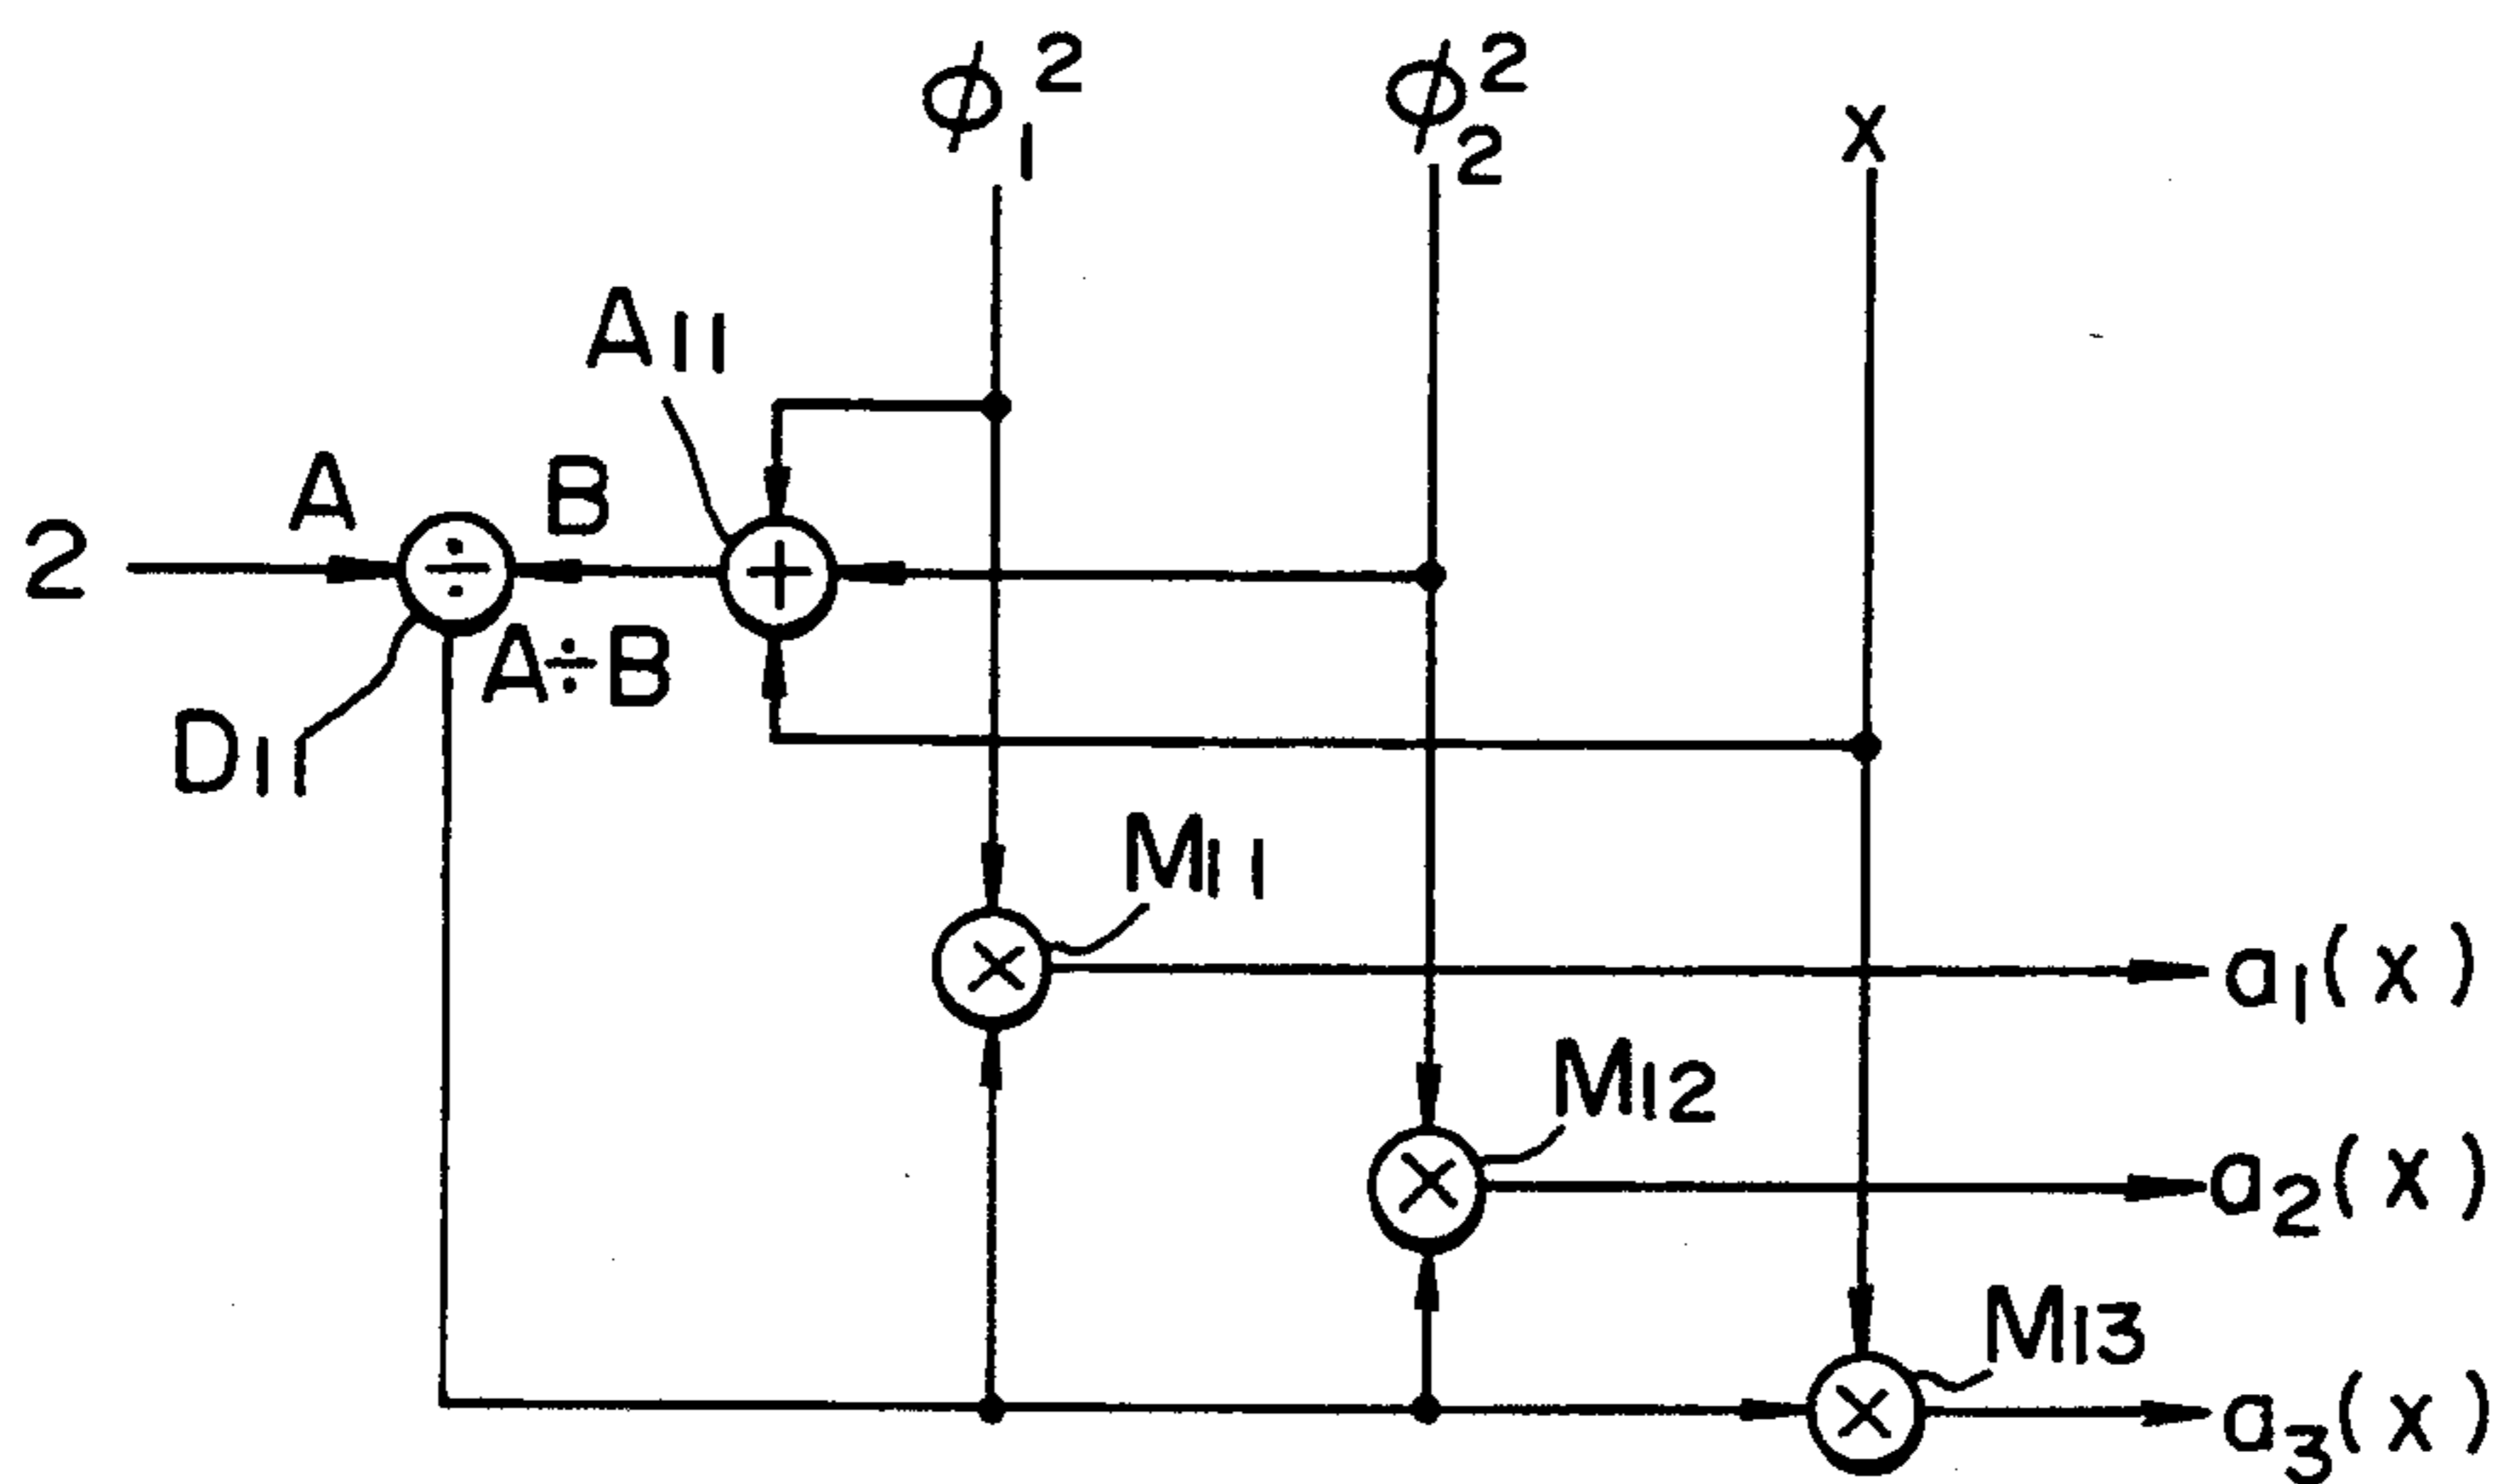 ϕ₁² ϕ₂² x
A11
2 A B
A÷B
D11
M11
a₁(x)
M12
a₂(x)
M13
a₃(x)